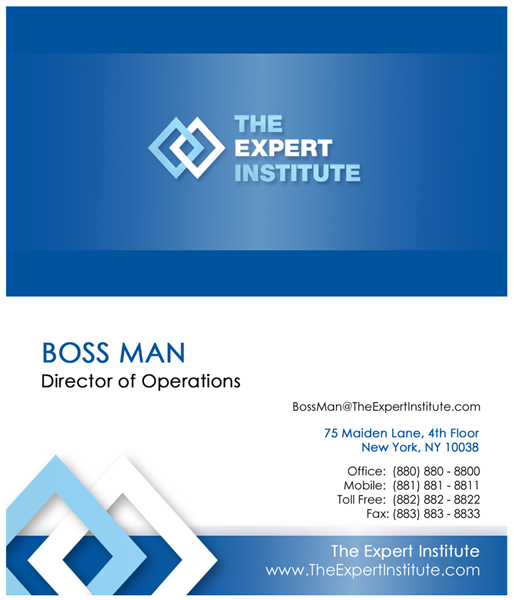 THE
EXPERT
INSTITUTE
BOSS MAN
Director of Operations
BossMan@TheExpertInstitute.com
75 Maiden Lane, 4th Floor
New York, NY 10038
Office: (880) 880 - 8800
Mobile: (881) 881 - 8811
Toll Free: (882) 882 - 8822
Fax: (883) 883 - 8833
The Expert Institute
www.TheExpertInstitute.com